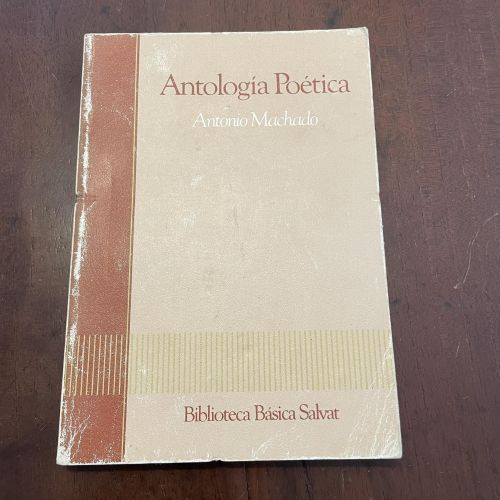 Antología Poética
Antonio Machado
Biblioteca Básica Salvat